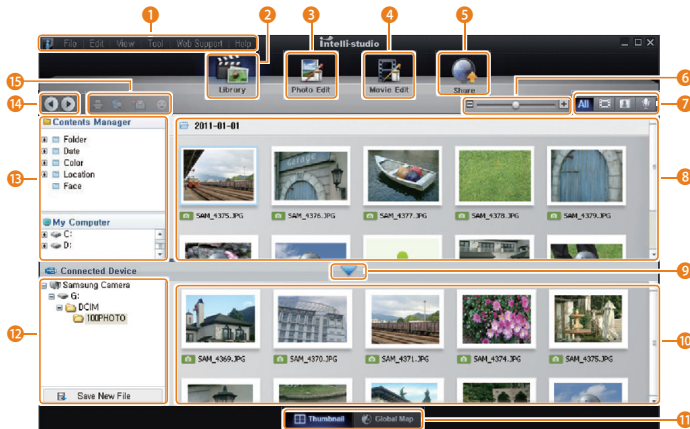 1
2
3
4
5
File Edit View Tool Web Support Help
Intelli-studio
Library
Photo Edit
Movie Edit
Share
15
6
14
All
7
Contents Manager
2011-01-01
Folder
Date
Color
Location
Face
13
8
SAM_4375.JPG
SAM_4376.JPG
SAM_4377.JPG
SAM_4378.JPG
SAM_4379.JPG
My Computer
C:
D:
Connected Device
9
Samsung Camera
G:
DCIM
100PHOTO
12
10
SAM_4369.JPG
SAM_4370.JPG
SAM_4371.JPG
SAM_4374.JPG
SAM_4375.JPG
Save New File
Thumbnail
Global Map
11